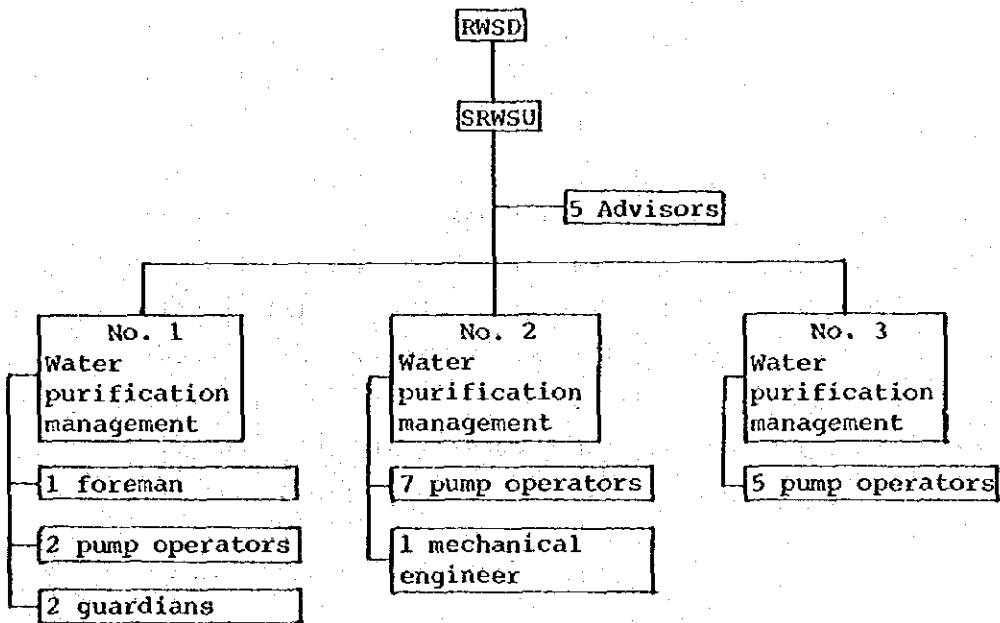 RWSD
SRWSU
5 Advisors
No. 1
Water
purification
management
1 foreman
2 pump operators
2 guardians
No. 2
Water
purification
management
7 pump operators
1 mechanical
engineer
No. 3
Water
purification
management
5 pump operators